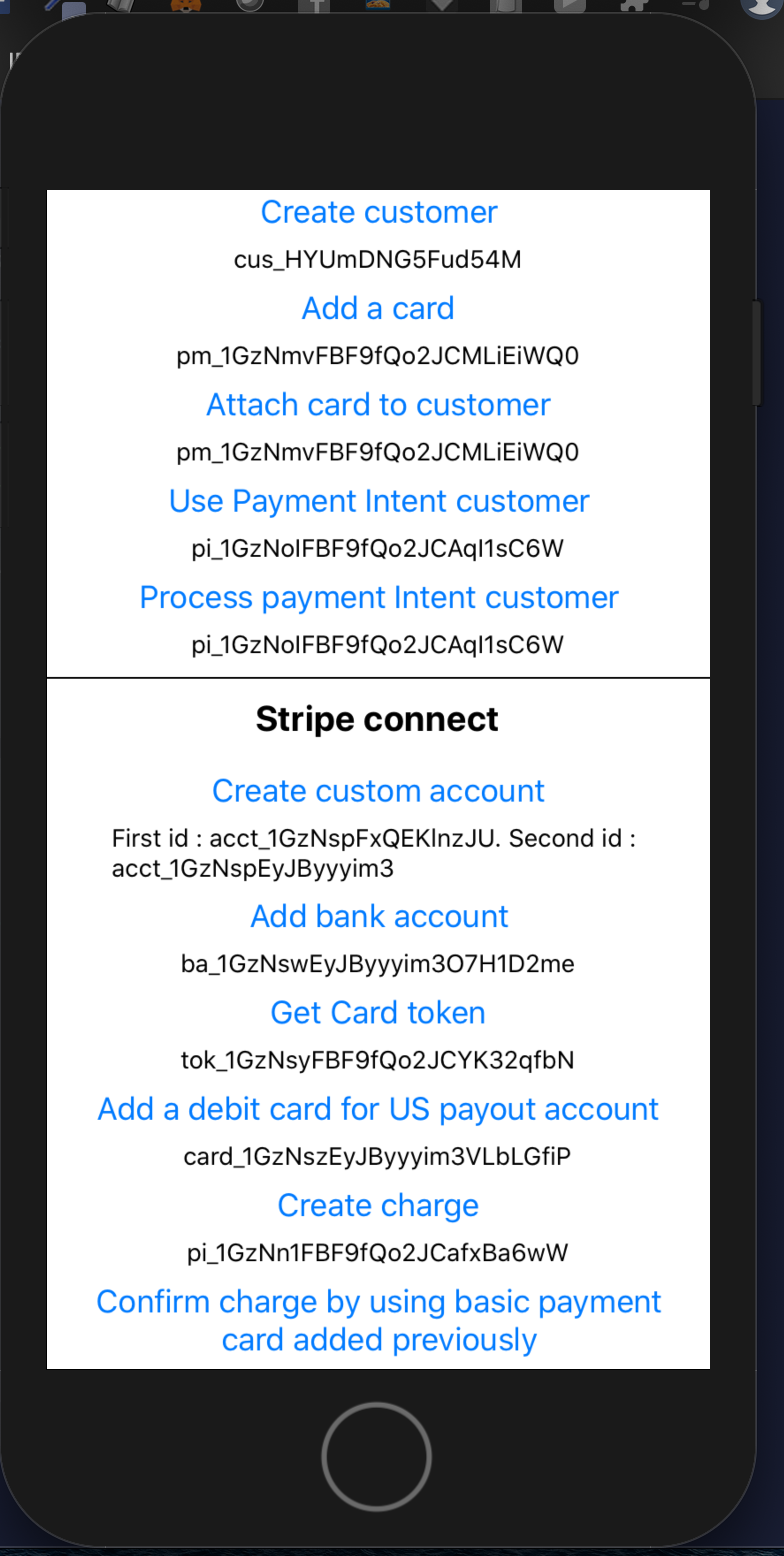 Create customer
cus_HYUmDNG5Fud54M
Add a card
pm_1GzNmvFBF9fQo2JCMLiEiWQ0
Attach card to customer
pm_1GzNmvFBF9fQo2JCMLiEiWQ0
Use Payment Intent customer
pi_1GzNoIFBF9fQo2JCAqI1sC6W
Process payment Intent customer
pi_1GzNoIFBF9fQo2JCAqI1sC6W
Stripe connect
Create custom account
First id : acct_1GzNspFxQEKlnzJU. Second id :
acct_1GzNspEyJByyyim3
Add bank account
ba_1GzNswEyJByyyim3O7H1D2me
Get Card token
tok_1GzNsyFBF9fQo2JCYK32qfbN
Add a debit card for US payout account
card_1GzNszEyJByyyim3VLbLGfiP
Create charge
pi_1GzNn1FBF9fQo2JCafxBa6wW
Confirm charge by using basic payment
card added previously